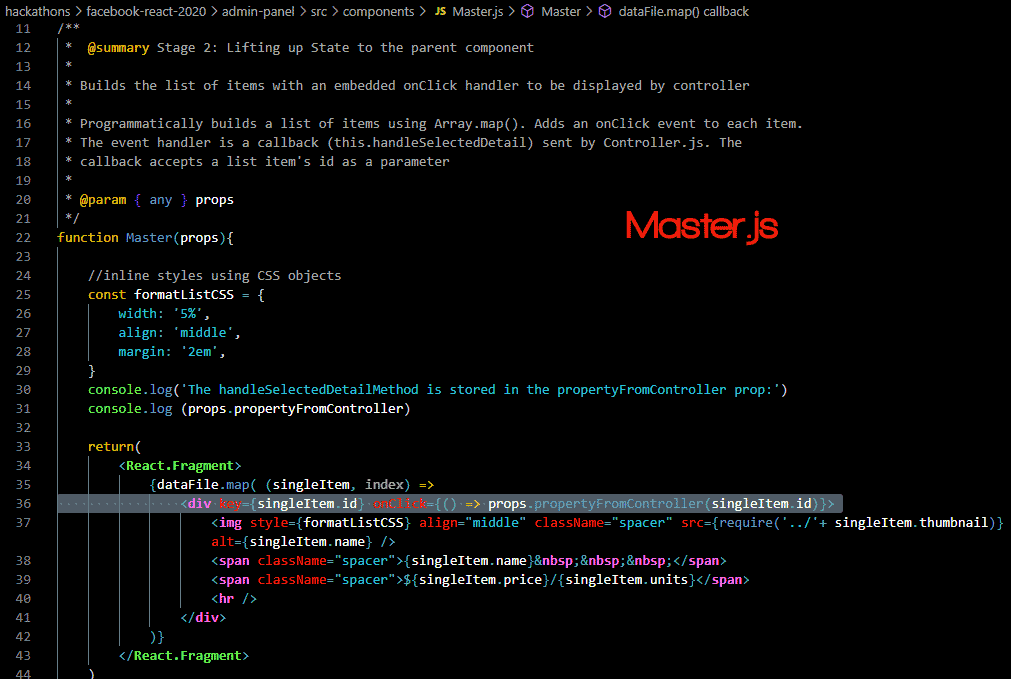 hackathons > facebook-react-2020 > admin-panel > src > components > JS Master.js > Master > dataFile.map() callback
11 /**
12 * @summary Stage 2: Lifting up State to the parent component
13 *
14 * Builds the list of items with an embedded onClick handler to be displayed by controller
15 *
16 * Programmatically builds a list of items using Array.map(). Adds an onClick event to each item.
17 * The event handler is a callback (this.handleSelectedDetail) sent by Controller.js. The
18 * callback accepts a list item's id as a parameter
19 *
20 * @param { any } props
21 */
Master.js
22 function Master(props){
23
24 //inline styles using CSS objects
25 const formatListCSS = {
26 width: '5%',
27 align: 'middle',
28 margin: '2em',
29 }
30 console.log('The handleSelectedDetailMethod is stored in the propertyFromController prop:')
31 console.log (props.propertyFromController)
32
33 return(
34 <React.Fragment>
35 {dataFile.map( (singleItem, index) =>
36 <div key={singleItem.id} onClick={() => props.propertyFromController(singleItem.id)}>
37 <img style={formatListCSS} align="middle" className="spacer" src={require('../'+ singleItem.thumbnail)}
alt={singleItem.name} />
38 <span className="spacer">{singleItem.name}&nbsp;&nbsp;&nbsp;</span>
39 <span className="spacer">${singleItem.price}/{singleItem.units}</span>
40 <hr />
41 </div>
42 )}
43 </React.Fragment>
44 )